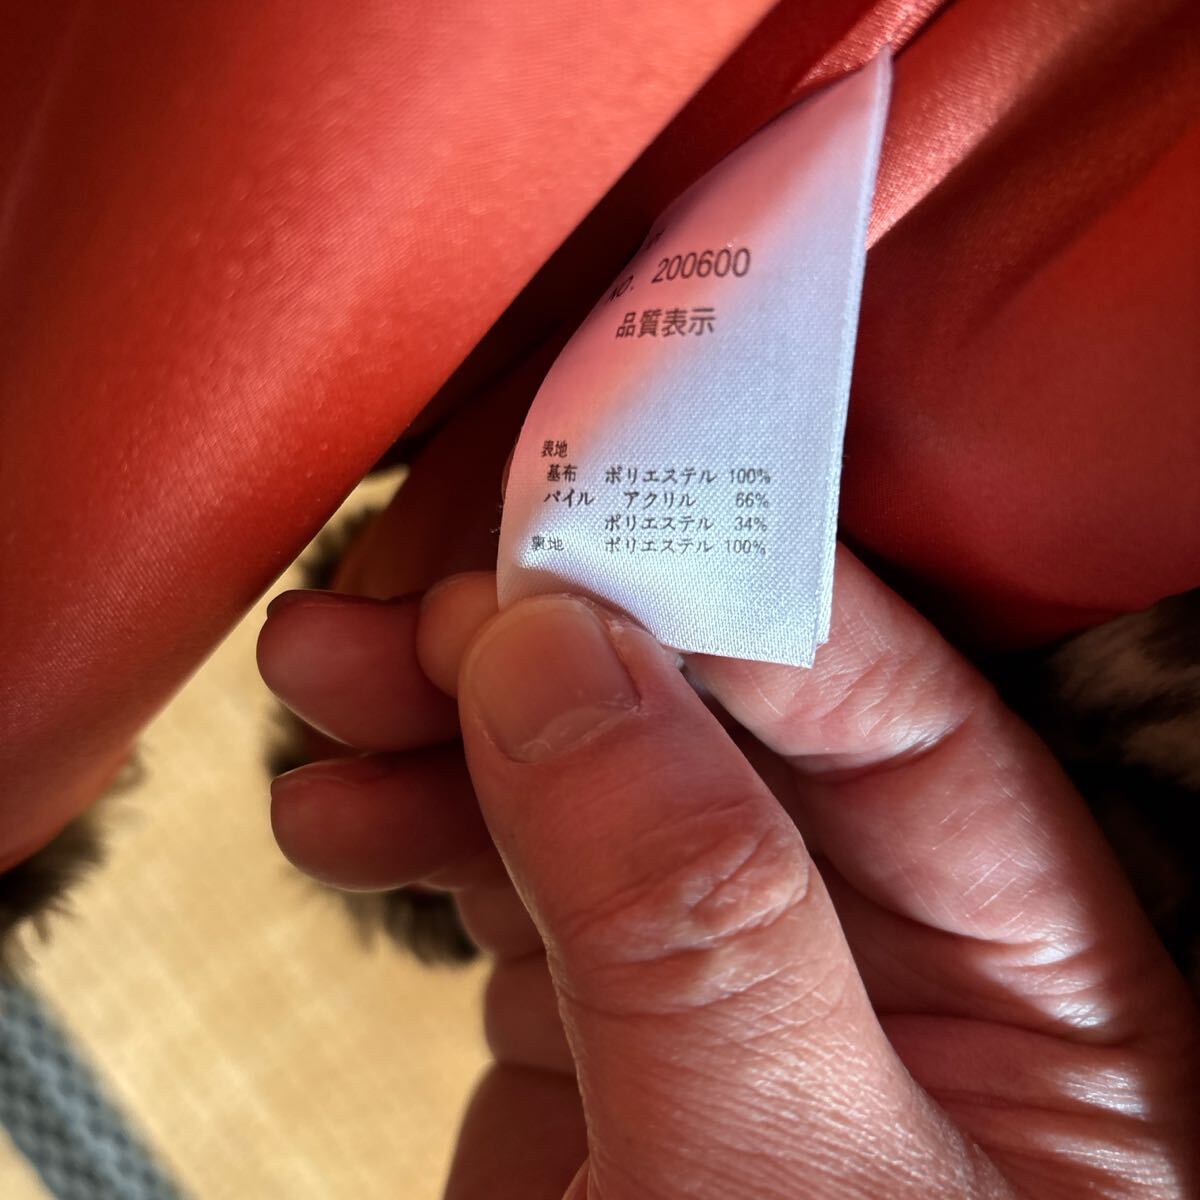 NO. 200600
品質表示
表地
基布 ポリエステル 100%
パイル アクリル 66%
ポリエステル 34%
裏地 ポリエステル 100%